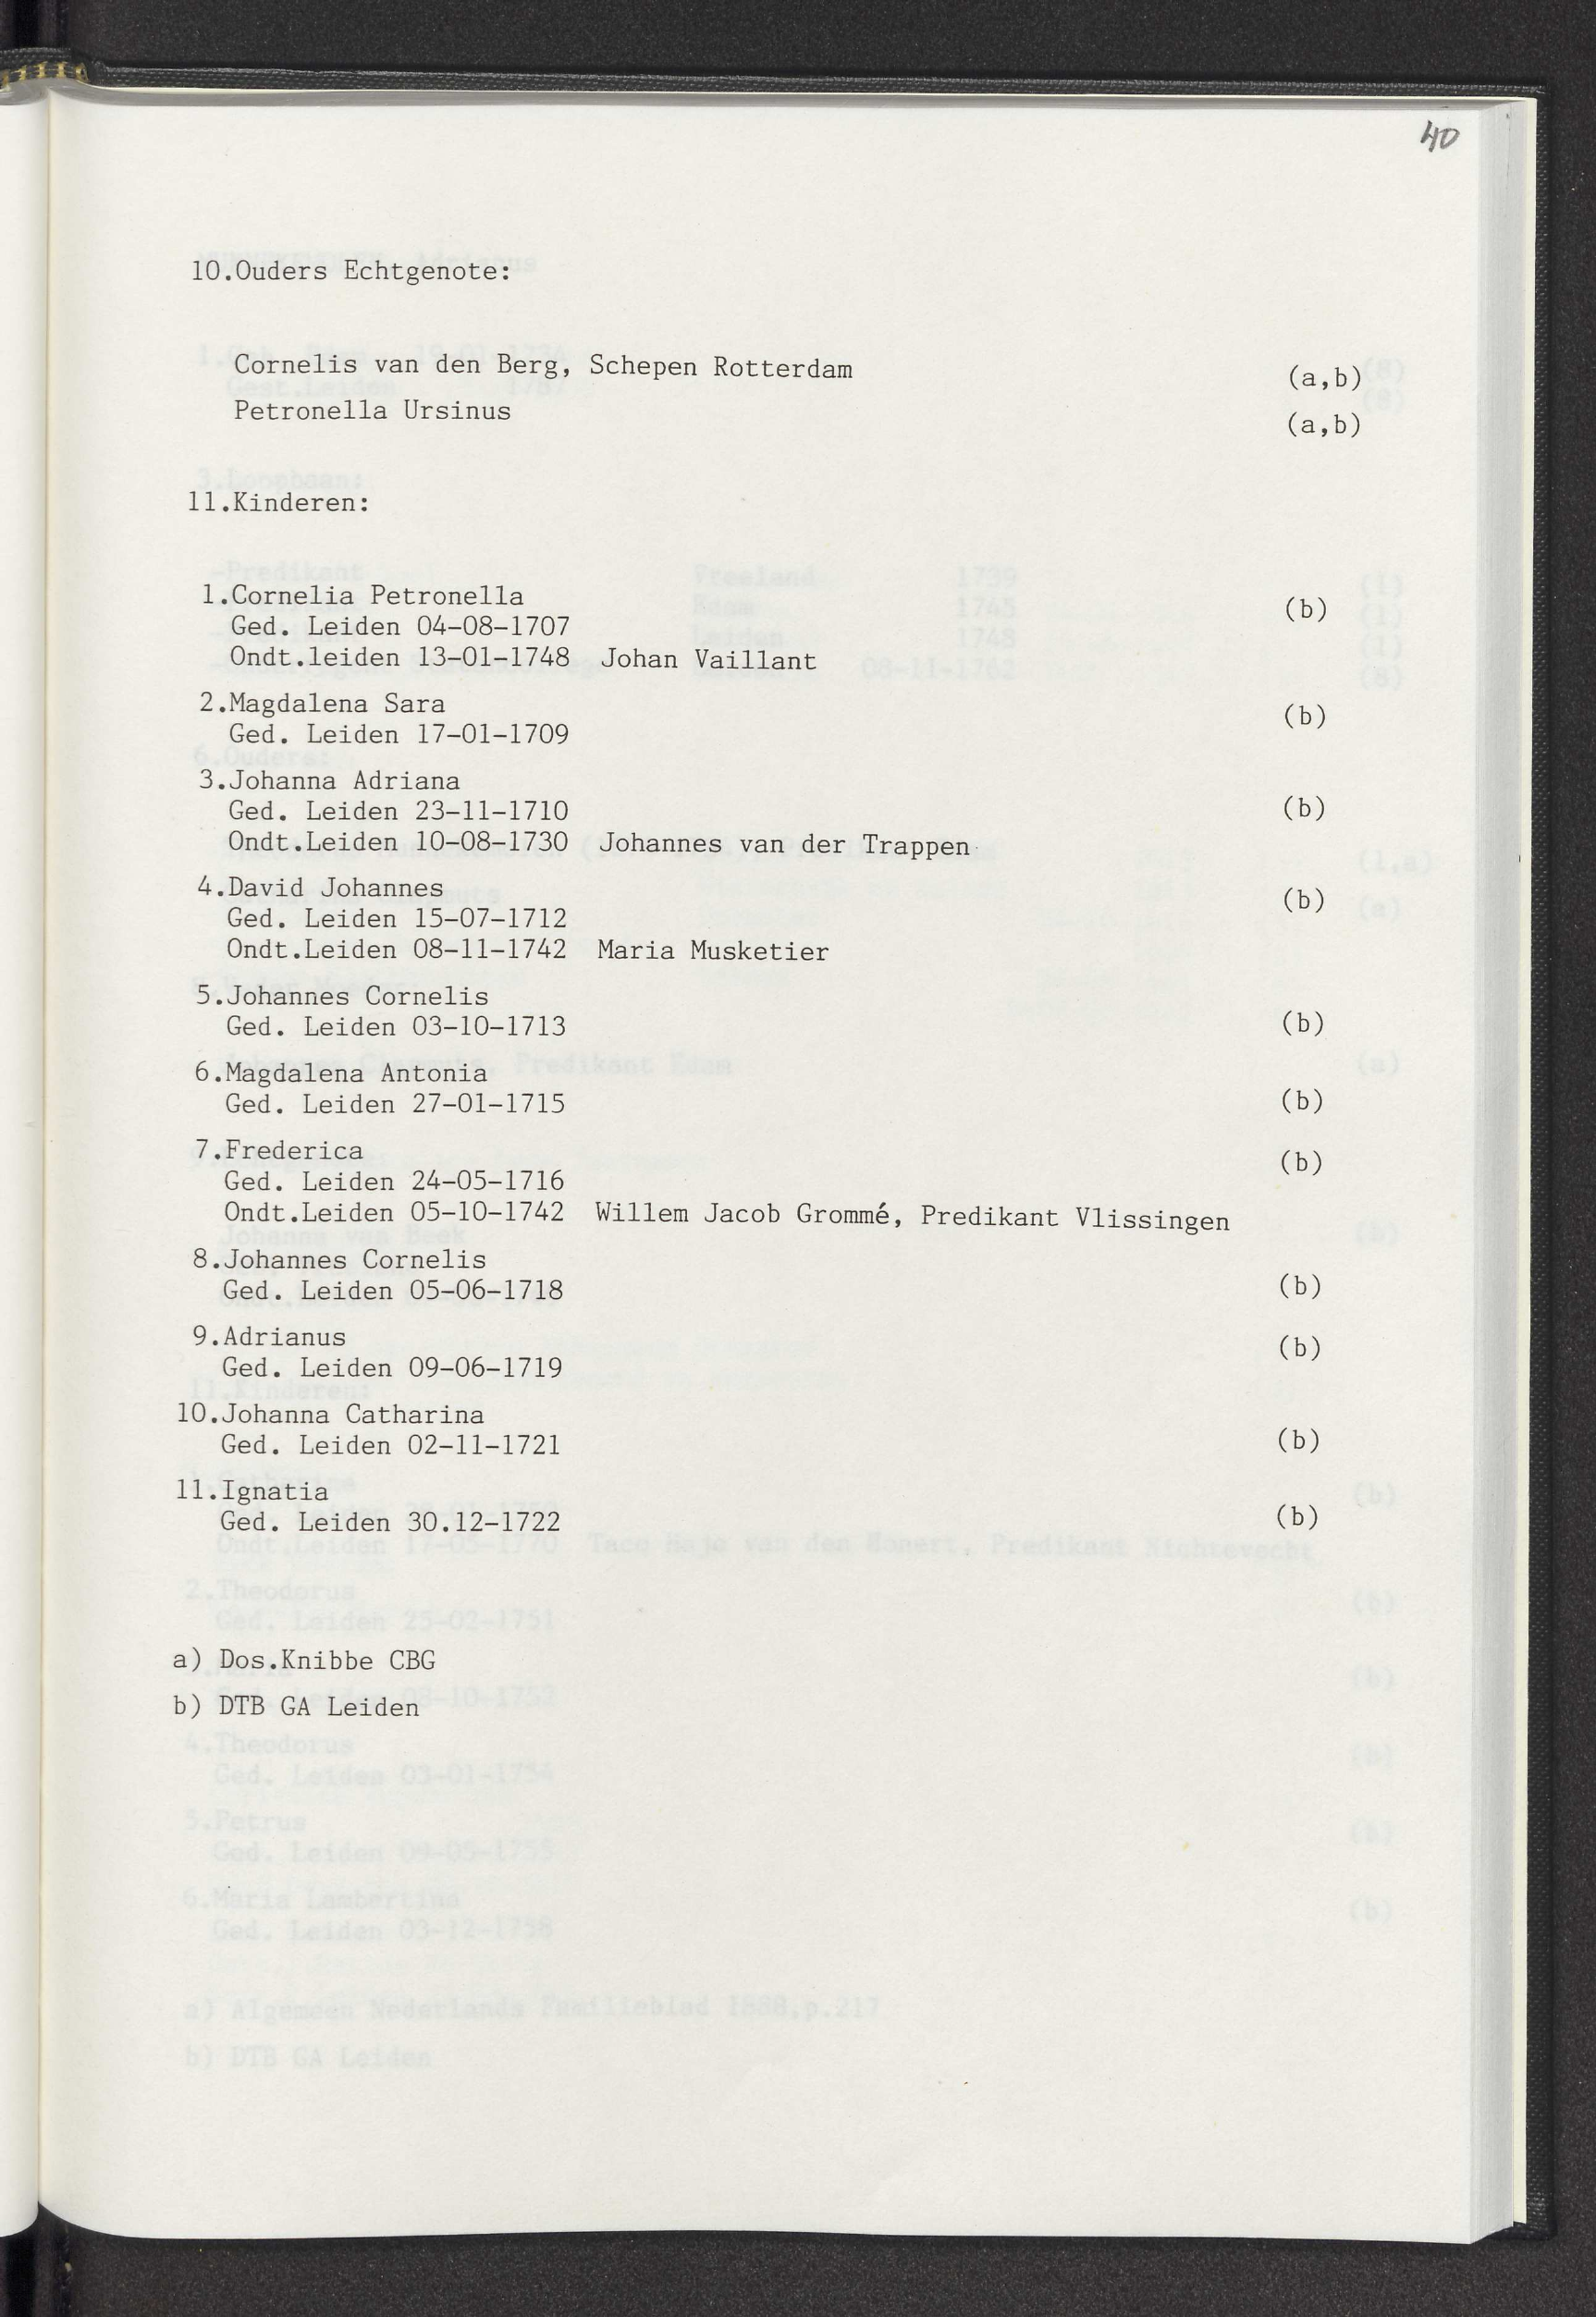 40
10.Ouders Echtgenote:
Cornelis van den Berg, Schepen Rotterdam (a,b)
Petronella Ursinus (a,b)
11.Kinderen:
1.Cornelia Petronella (b)
Ged. Leiden 04-08-1707
Ondt.leiden 13-01-1748 Johan Vaillant
2.Magdalena Sara (b)
Ged. Leiden 17-01-1709
3.Johanna Adriana
Ged. Leiden 23-11-1710 (b)
Ondt.Leiden 10-08-1730 Johannes van der Trappen
4.David Johannes (b)
Ged. Leiden 15-07-1712
Ondt.Leiden 08-11-1742 Maria Musketier
5.Johannes Cornelis
Ged. Leiden 03-10-1713 (b)
6.Magdalena Antonia
Ged. Leiden 27-01-1715 (b)
7.Frederica (b)
Ged. Leiden 24-05-1716
Ondt.Leiden 05-10-1742 Willem Jacob Grommé, Predikant Vlissingen
8.Johannes Cornelis
Ged. Leiden 05-06-1718 (b)
9.Adrianus (b)
Ged. Leiden 09-06-1719
10.Johanna Catharina
Ged. Leiden 02-11-1721 (b)
11.Ignatia
Ged. Leiden 30.12-1722 (b)
a) Dos.Knibbe CBG
b) DTB GA Leiden